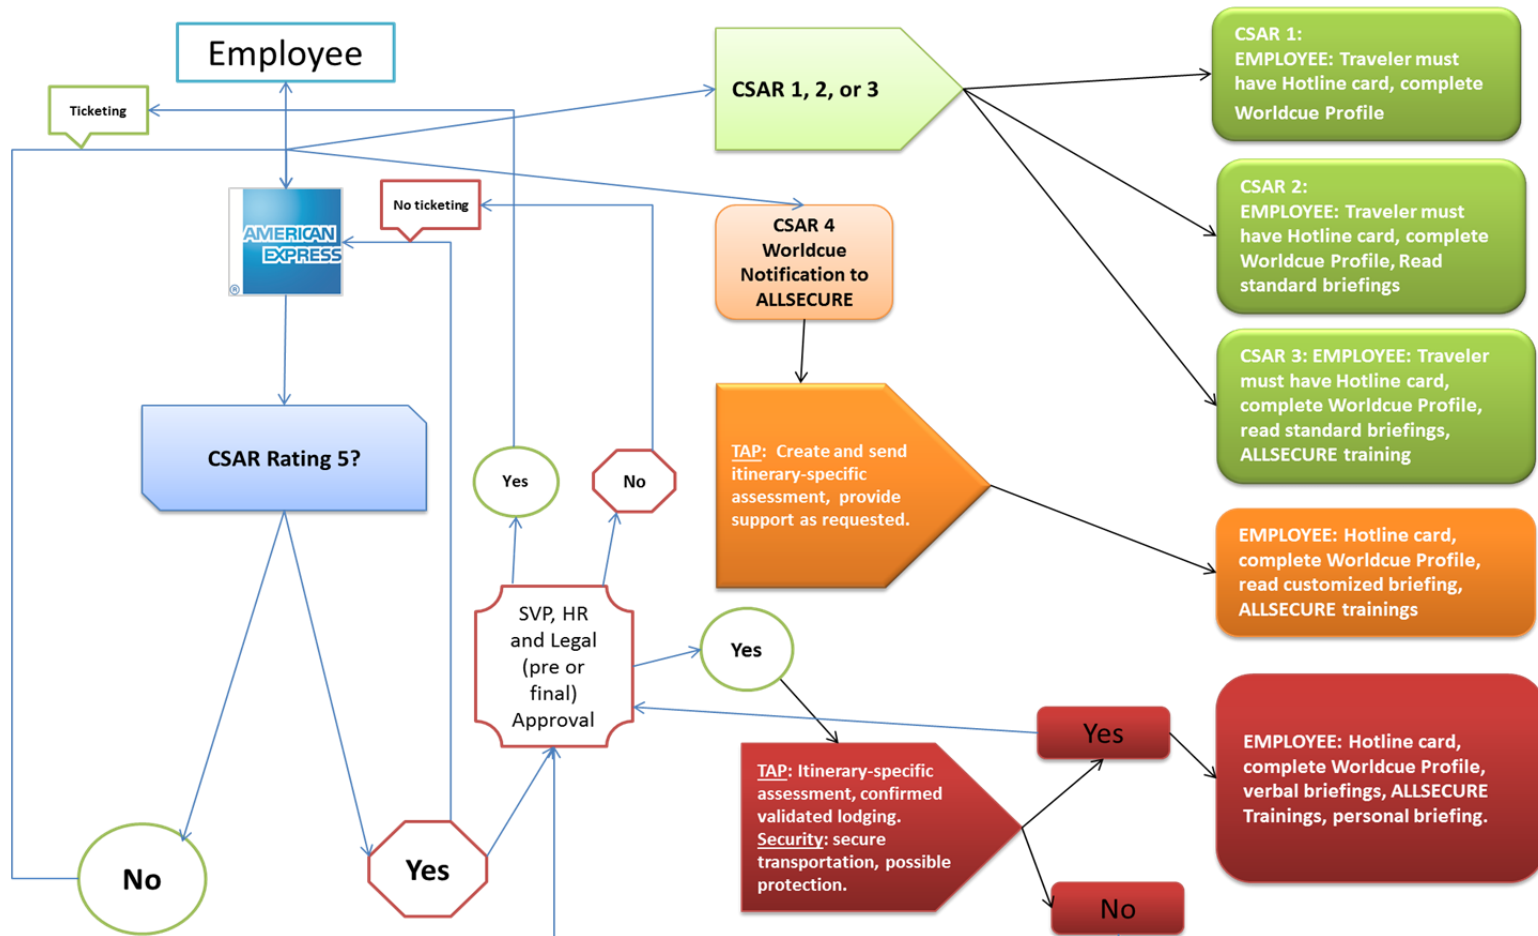 Employee
Ticketing
CSAR 1, 2, or 3
CSAR 1:
EMPLOYEE: Traveler must
have Hotline card, complete
Worldcue Profile
AMERICAN
EXPRESS
®
No ticketing
CSAR 4
Worldcue
Notification to
ALLSECURE
CSAR 2:
EMPLOYEE: Traveler must
have Hotline card, complete
Worldcue Profile, Read
standard briefings
CSAR 3: EMPLOYEE: Traveler
must have Hotline card,
complete Worldcue Profile,
read standard briefings,
ALLSECURE training
CSAR Rating 5?
Yes
No
TAP: Create and send
itinerary-specific
assessment, provide
support as requested.
EMPLOYEE: Hotline card,
complete Worldcue Profile,
read customized briefing,
ALLSECURE trainings
SVP, HR
and Legal
(pre or
final)
Approval
Yes
Yes
EMPLOYEE: Hotline card,
complete Worldcue Profile,
verbal briefings, ALLSECURE
Trainings, personal briefing.
TAP: Itinerary-specific
assessment, confirmed
validated lodging.
Security: secure
transportation, possible
protection.
No
Yes
No